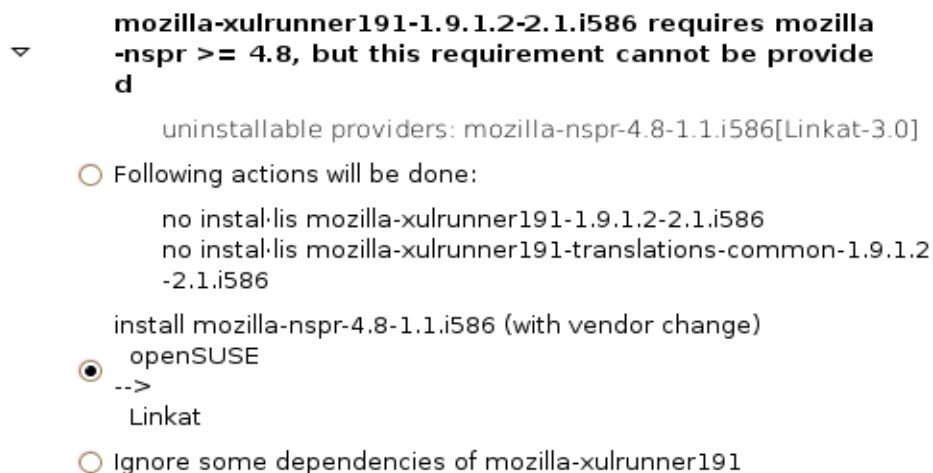 mozilla-xulrunner191-1.9.1.2-2.1.i586 requires mozilla
-nspr >= 4.8, but this requirement cannot be provide
d
uninstallable providers: mozilla-nspr-4.8-1.1.i586[Linkat-3.0]
Following actions will be done:
no instal·lis mozilla-xulrunner191-1.9.1.2-2.1.i586
no instal·lis mozilla-xulrunner191-translations-common-1.9.1.2
-2.1.i586
install mozilla-nspr-4.8-1.1.i586 (with vendor change)
openSUSE
-->
Linkat
Ignore some dependencies of mozilla-xulrunner191